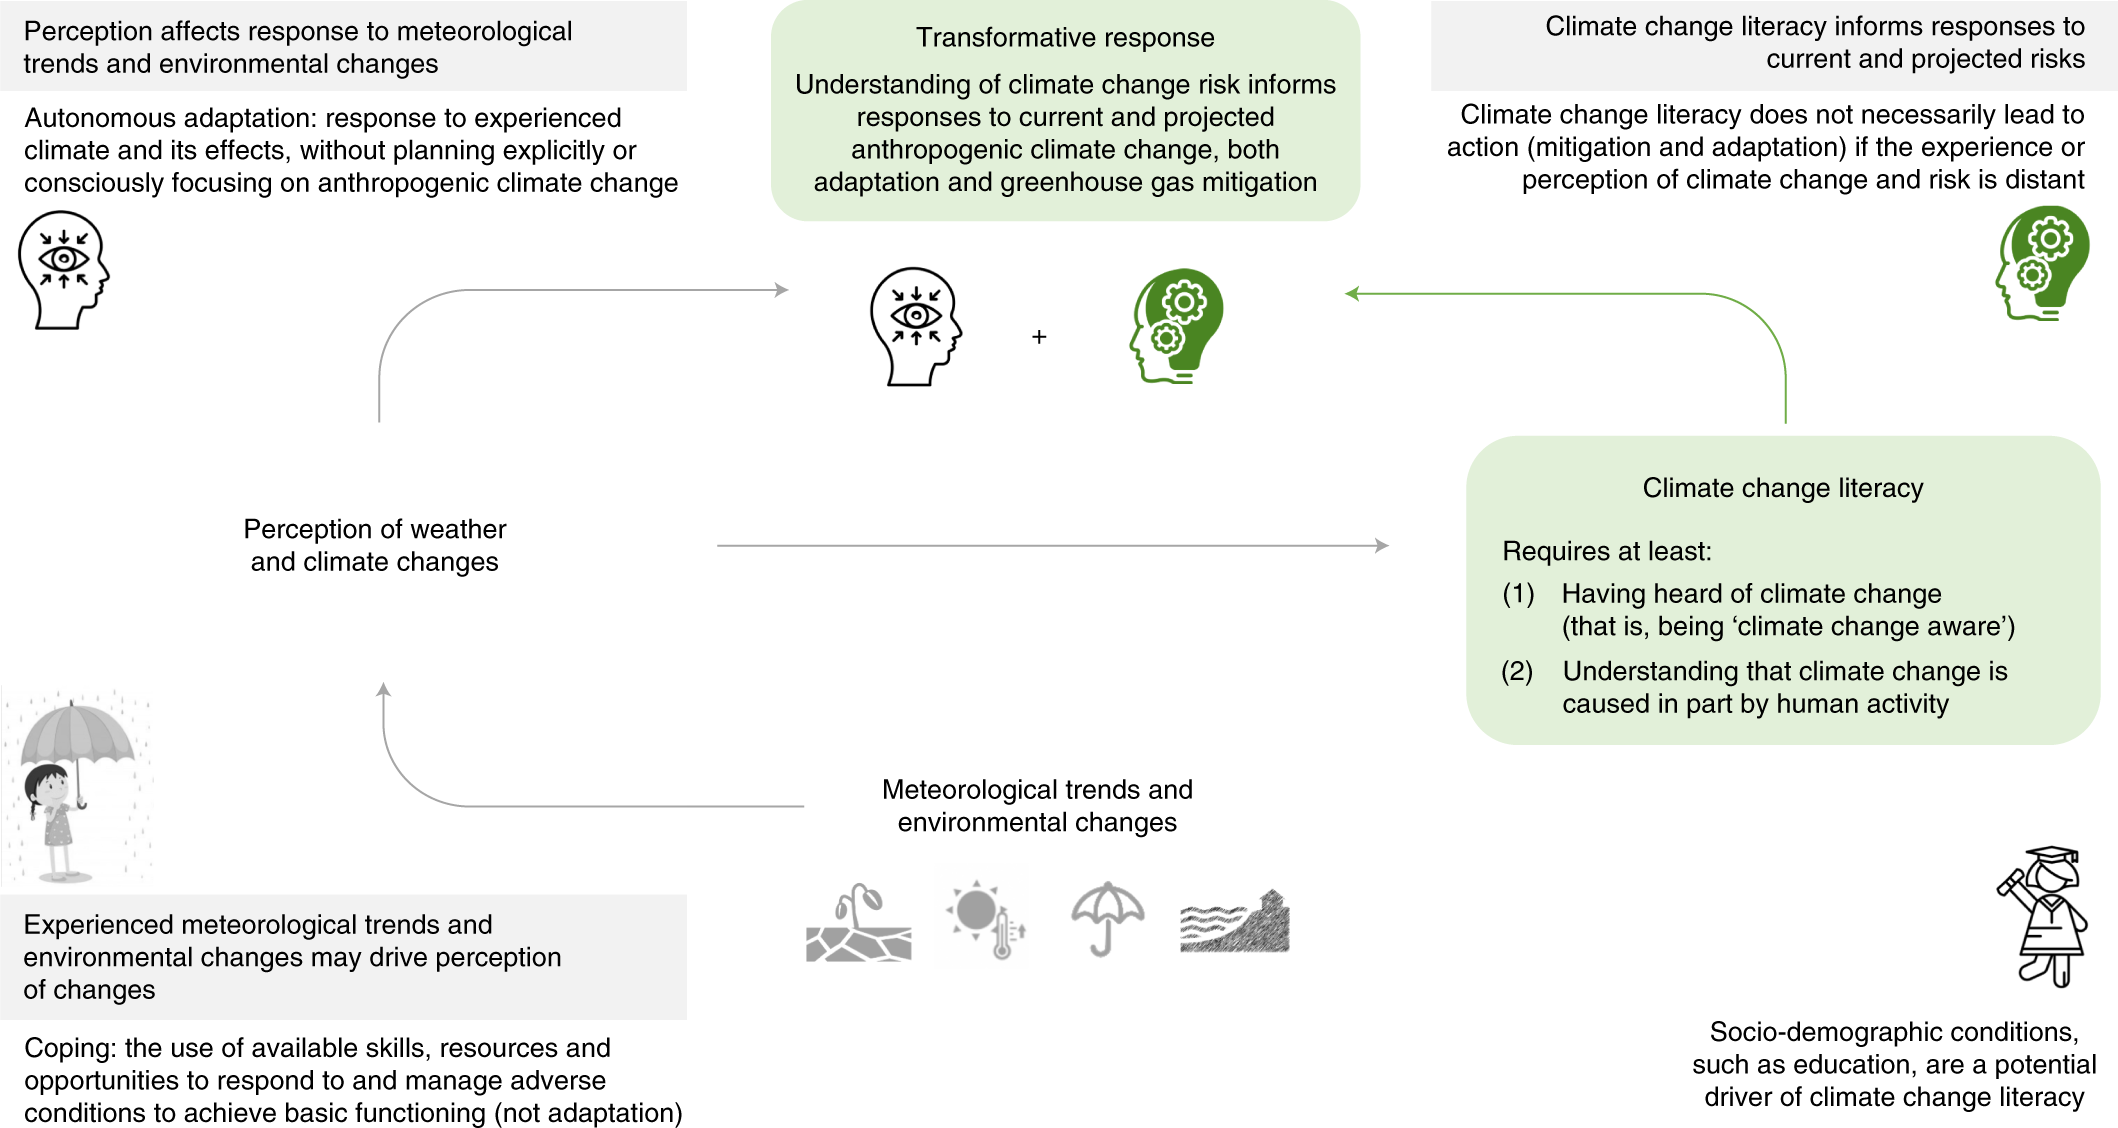 Perception affects response to meteorological
trends and environmental changes
Autonomous adaptation: response to experienced
climate and its effects, without planning explicitly or
consciously focusing on anthropogenic climate change
Transformative response
Understanding of climate change risk informs
responses to current and projected
anthropogenic climate change, both
adaptation and greenhouse gas mitigation
+
Climate change literacy informs responses to
current and projected risks
Climate change literacy does not necessarily lead to
action (mitigation and adaptation) if the experience or
perception of climate change and risk is distant
Perception of weather
and climate changes
Climate change literacy
Requires at least:
(1) Having heard of climate change
(that is, being ‘climate change aware’)
(2) Understanding that climate change is
caused in part by human activity
Meteorological trends and
environmental changes
Experienced meteorological trends and
environmental changes may drive perception
of changes
Coping: the use of available skills, resources and
opportunities to respond to and manage adverse
conditions to achieve basic functioning (not adaptation)
Socio-demographic conditions,
such as education, are a potential
driver of climate change literacy